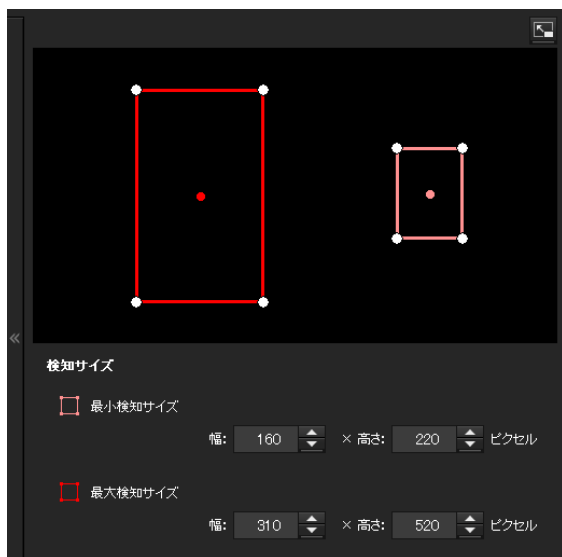 検知サイズ
最小検知サイズ
幅: 160 × 高さ: 220 ピクセル
最大検知サイズ
幅: 310 × 高さ: 520 ピクセル